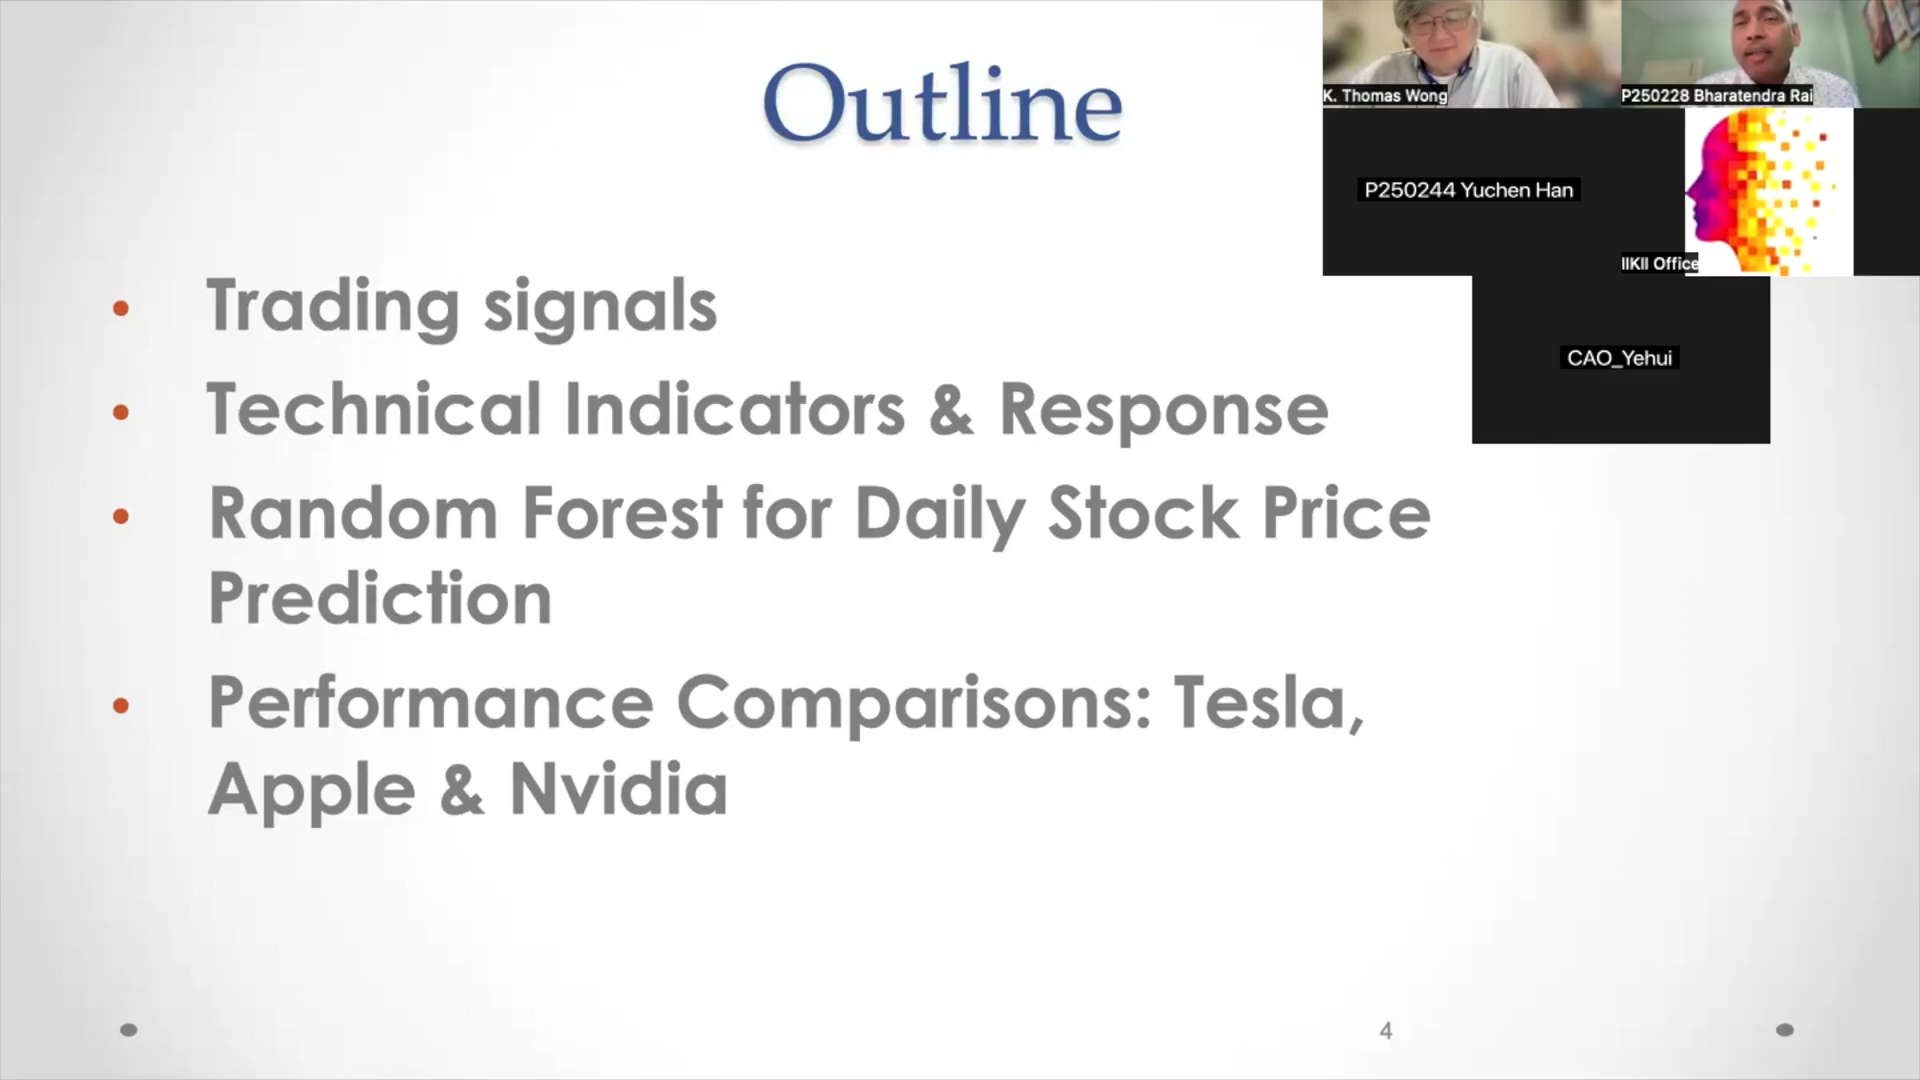 Outline
K. Thomas Wong
P250228 Bharatendra Rai
P250244 Yuchen Han
IIKII Office
CAO_Yehui
• Trading signals
• Technical Indicators & Response
• Random Forest for Daily Stock Price
Prediction
• Performance Comparisons: Tesla,
Apple & Nvidia
4